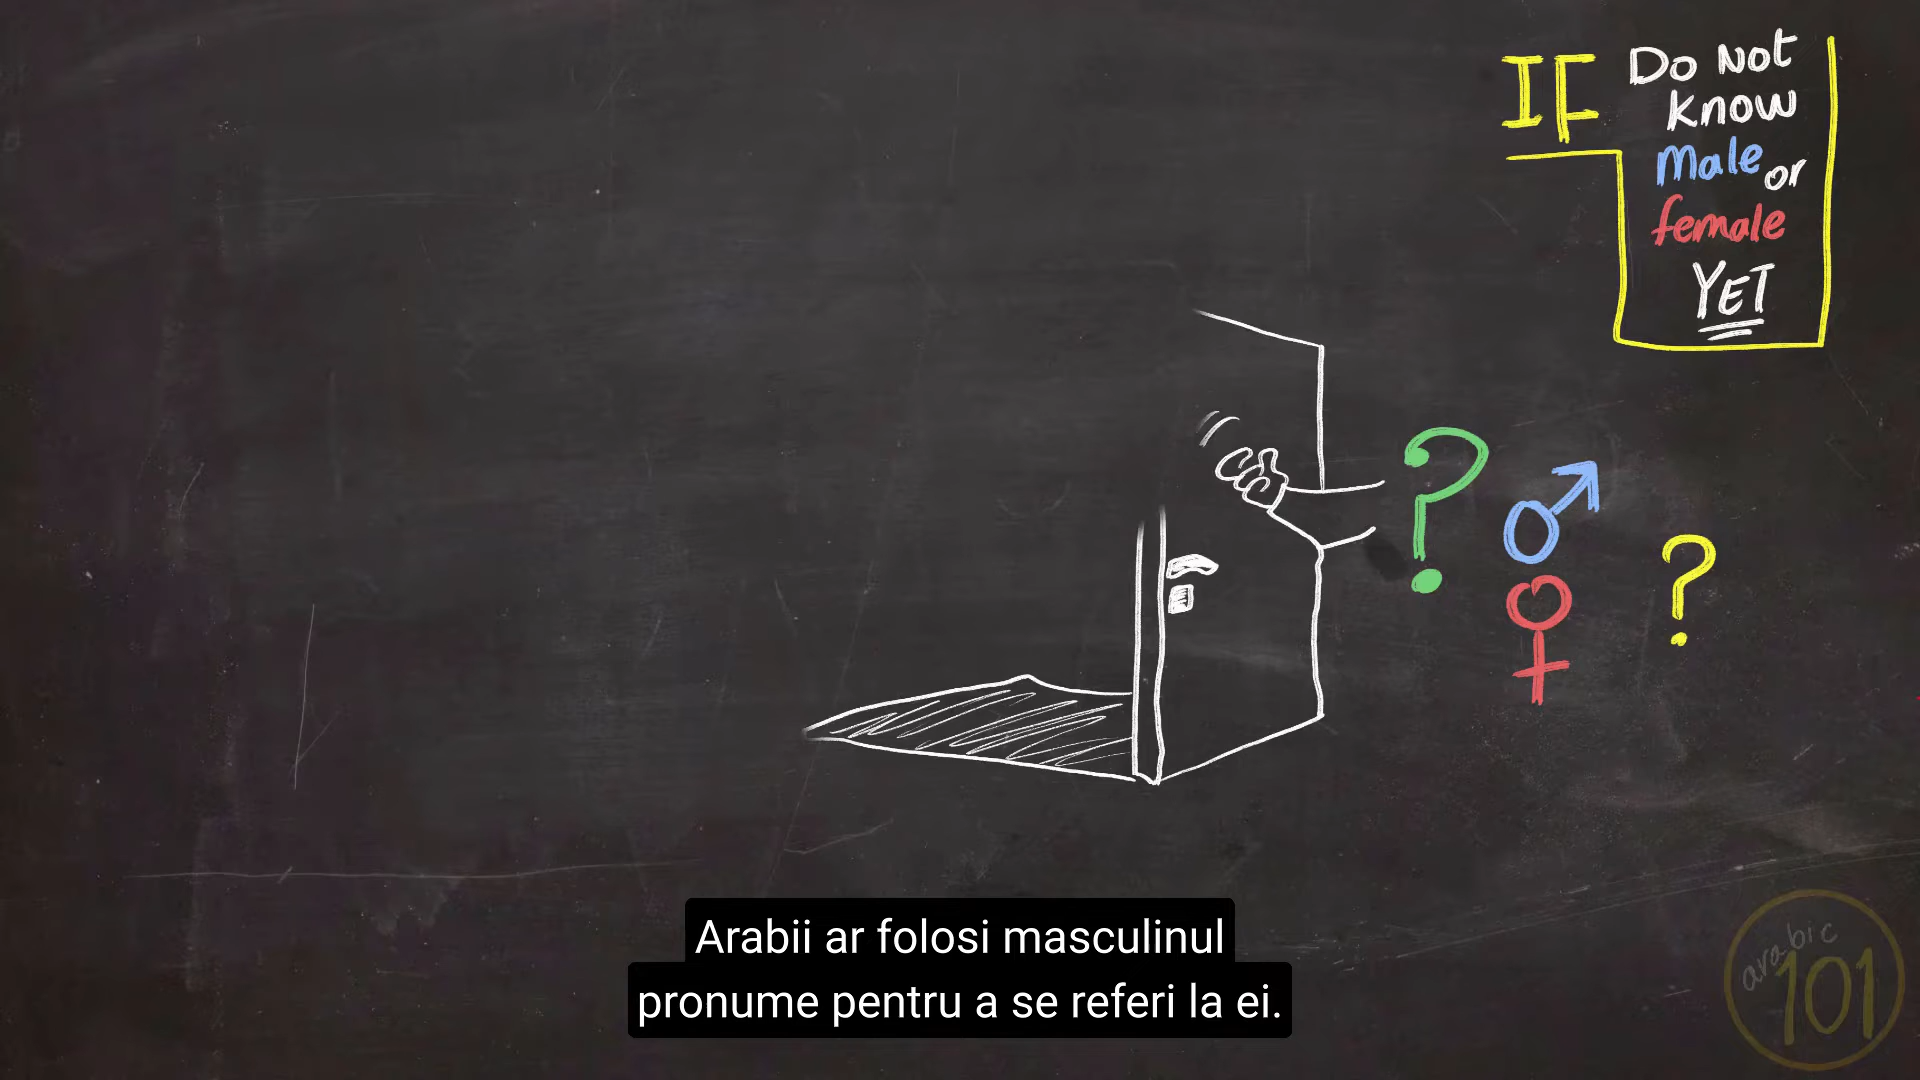 IF Do Not
know
male or
female
YET
?
?
Arabii ar folosi masculinul
pronume pentru a se referi la ei.
arabic
101